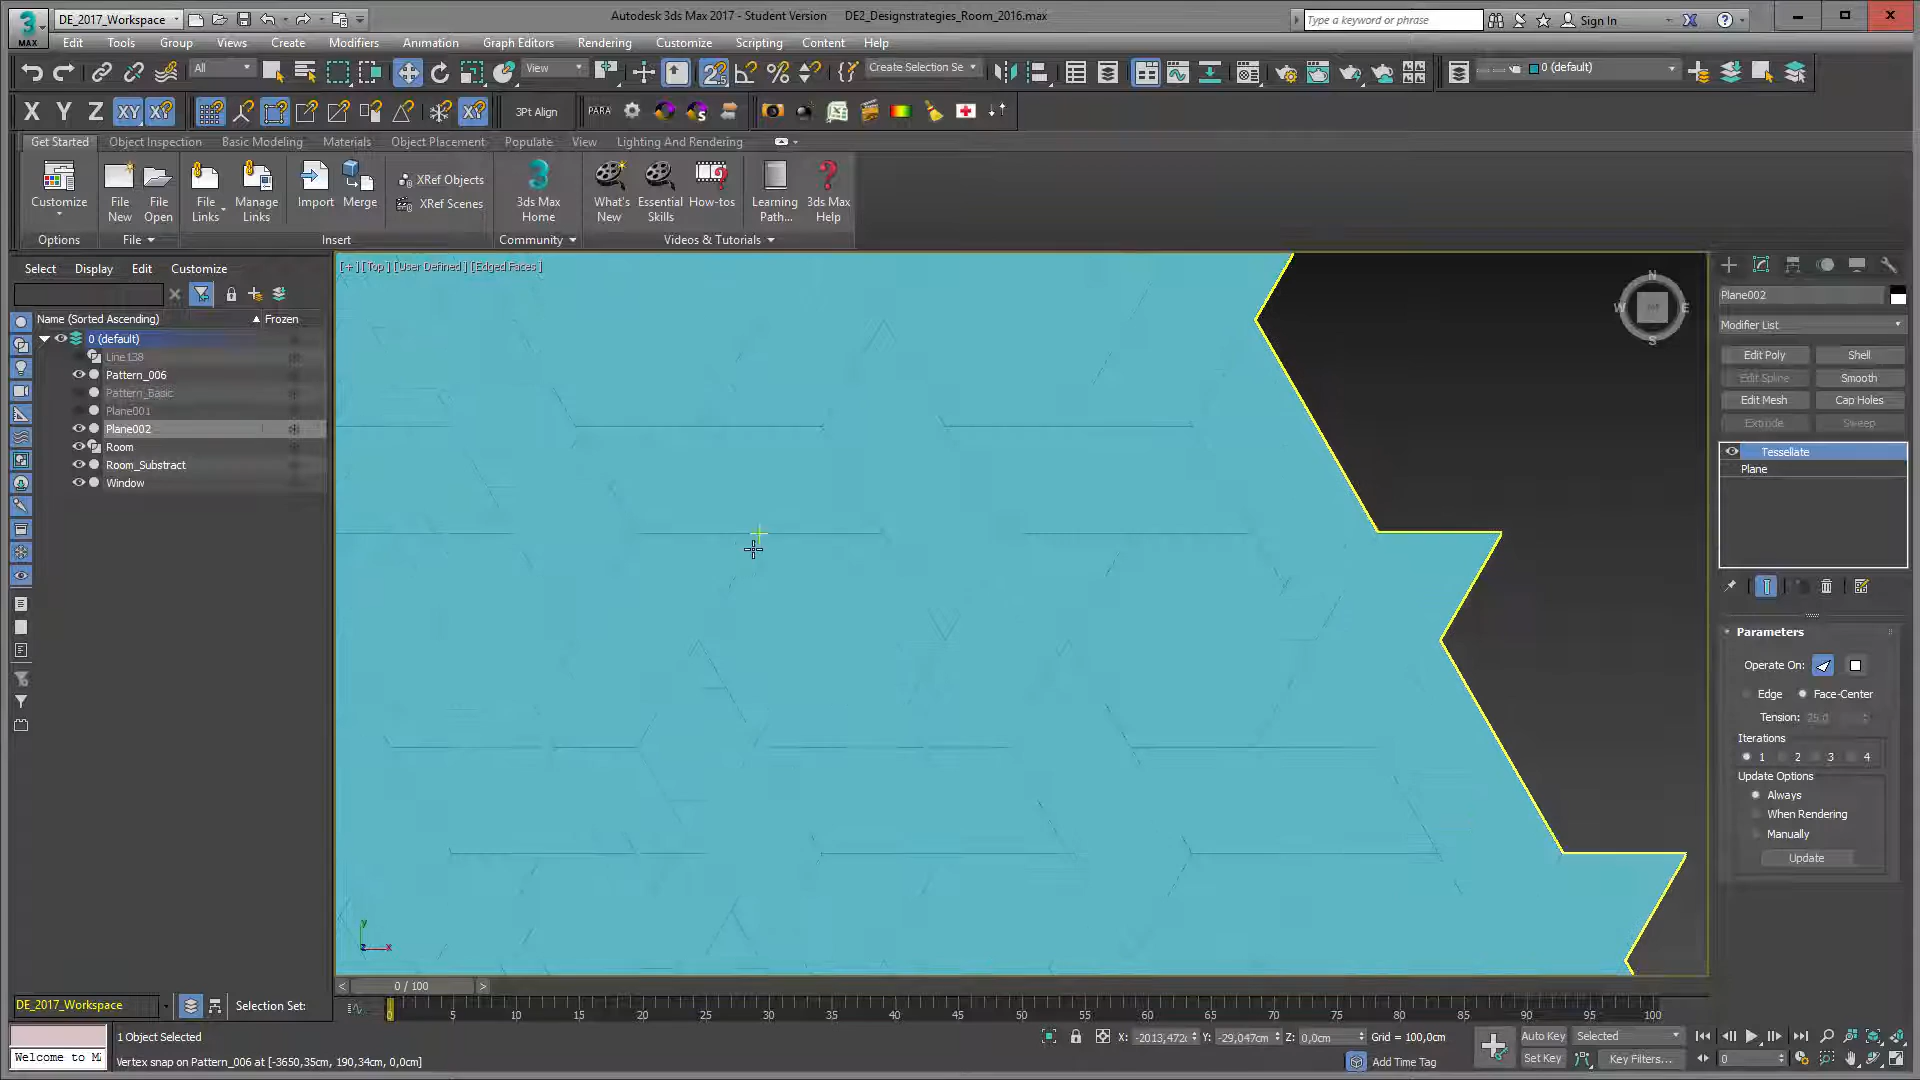 DE_2017_Workspace
Autodesk 3ds Max 2017 - Student Version DE2_Designstrategies_Room_2016.max
Type a keyword or phrase
Sign In
MAX
Edit Tools Group Views Create Modifiers Animation Graph Editors Rendering Customize Scripting Content Help
All
View
Create Selection Se
0 (default)
X Y Z XY
3Pt Align
PARA
Get Started Object Inspection Basic Modeling Materials Object Placement Populate View Lighting And Rendering
Customize
File New
File Open
File Links
Manage Links
Import
Merge
XRef Objects
XRef Scenes
3ds Max Home
What's New
Essential Skills
How-tos
Learning Path...
3ds Max Help
Options File Insert Community Videos & Tutorials
Select Display Edit Customize
Name (Sorted Ascending) Frozen
0 (default)
Line138
Pattern_006
Pattern_Basic
Plane001
Plane002
Room
Room_Substract
Window
[+] [Top] [User Defined] [Edged Faces]
N
W
E
S
y
z x
Plane002
Modifier List
Edit Poly Shell
Edit Spline Smooth
Edit Mesh Cap Holes
Extrude Sweep
Tessellate
Plane
Parameters
Operate On:
Edge Face-Center
Tension: 25.0
Iterations
1 2 3 4
Update Options
Always
When Rendering
Manually
Update
< 0 / 100 >
DE_2017_Workspace
Selection Set:
0 5 10 15 20 25 30 35 40 45 50 55 60 65 70 75 80 85 90 95 100
1 Object Selected
X: -2013,472 Y: -29,047cm Z: 0,0cm Grid = 100,0cm
Auto Key Selected
Welcome to M
Vertex snap on Pattern_006 at [-3650,35cm, 190,34cm, 0,0cm]
Add Time Tag
Set Key Key Filters... 0